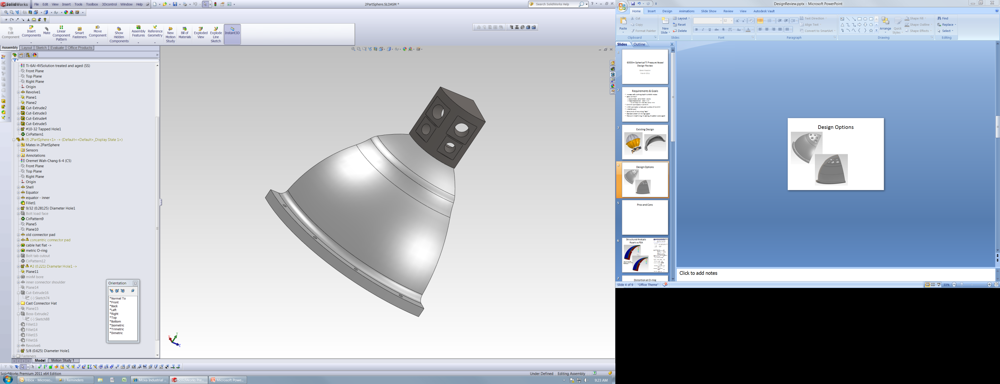 SolidWorks
File Edit View Insert Tools Toolbox 3Dcontrol Window Help
2PartSphere.SLDASM *
Search SolidWorks Help
Edit Component
Insert Components
Mate
Linear Component Pattern
Smart Fasteners
Move Component
Show Hidden Components
Assembly Features
Reference Geometry
New Motion Study
Bill of Materials
Exploded View
Explode Line Sketch
Instant3D
Assembly Layout Sketch Evaluate Office Products
Ti-6Al-4VSolution treated and aged (SS)
Front Plane
Top Plane
Right Plane
Origin
Revolve1
Plane1
Plane2
Cut-Extrude2
Cut-Extrude3
Cut-Extrude4
Cut-Extrude5
#10-32 Tapped Hole1
CirPattern1
(f) 2PartSphere<1> -> (Default<<Default>_Display State 1>)
Mates in 2PartSphere
Sensors
Annotations
Oremet Wah-Chang 6-4 (C5)
Front Plane
Top Plane
Right Plane
Origin
Shell
Equator
equator - inner
Fillet1
9/32 (0.28125) Diameter Hole1
Bolt load face
CirPattern9
Plane5
Plane10
old connector pad
concentric connector pad
cable hat flat ->
metric O-ring
Bolt tab cutout
CirPattern12
#2 (0.221) Diameter Hole1 ->
Plane11
minM bore
inner connector shoulder
Plane14
Cut-Extrude16
(-) Sketch74
Cast Connector Hat
Plane15
Boss-Extrude2
(-) Sketch88
Fillet13
Fillet14
Fillet15
Fillet16
Revolve6
5/8 (0.625) Diameter Hole1
Fasteners
Orientation
*Normal To
*Front
*Back
*Left
*Right
*Top
*Bottom
*Isometric
*Trimetric
*Dimetric
X Y Z
Model Motion Study 1
SolidWorks Premium 2011 x64 Edition
Under Defined Editing Assembly
Inbox - Microso...
3 Reminders
Moxa Industrial ...
SolidWorks Pre...
Microsoft Powe...
9:23 AM
DesignReview.pptx - Microsoft PowerPoint
Home Insert Design Animations Slide Show Review View Autodesk Vault
Paste
Cut
Copy
Format Painter
Clipboard
New Slide
Layout
Reset
Delete
Slides
32
Font
Text Direction
Align Text
Convert to SmartArt
Paragraph
Arrange
Quick Styles
Shape Fill
Shape Outline
Shape Effects
Drawing
Find
Replace
Select
Editing
Slides Outline
1
6000m Spherical Ti Pressure Vessel
Design Review
March 2011
2
Requirements & Goals
3
Existing Design
4
Design Options
5
Pros and Cons
6
Structural Analysis
Roark vs FEA
7
Distortion at O-ring
Design Options
Click to add notes
Slide 4 of 9 "Office Theme"
33%